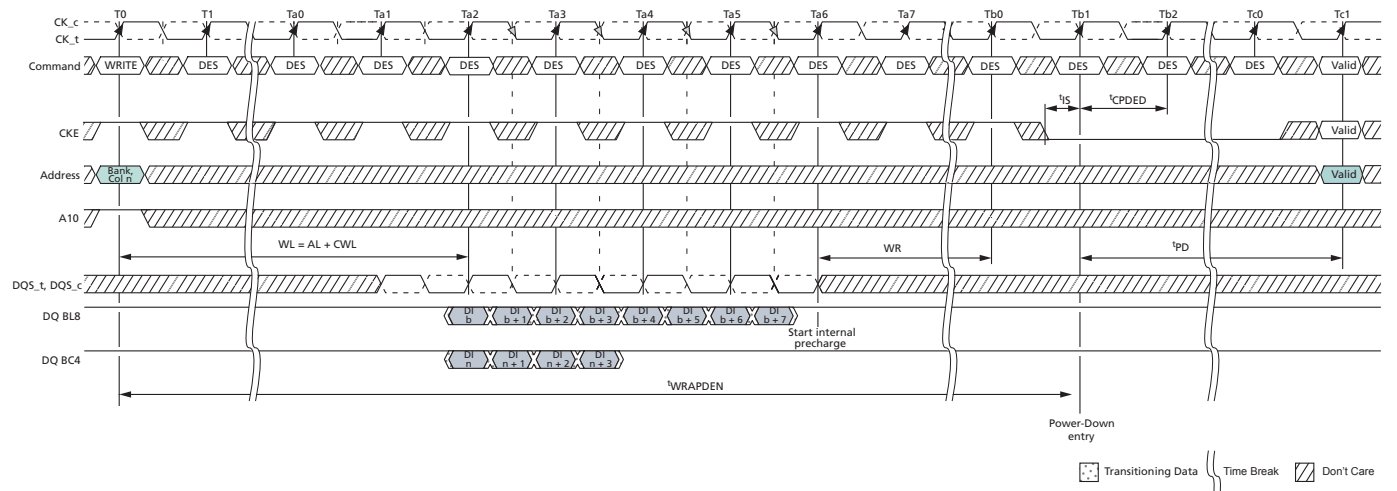 T0 T1 Ta0 Ta1 Ta2 Ta3 Ta4 Ta5 Ta6 Ta7 Tb0 Tb1 Tb2 Tc0 Tc1
CK_c
CK_t
Command WRITE DES DES DES DES DES DES DES DES DES DES DES DES DES Valid
tIS tCPDED
CKE Valid
Address Bank, Col n Valid
A10
WL = AL + CWL WR tPD
DQS_t, DQS_c
DQ BL8 DI b DI b + 1 DI b + 2 DI b + 3 DI b + 4 DI b + 5 DI b + 6 DI b + 7
Start internal
precharge
DQ BC4 DI n DI n + 1 DI n + 2 DI n + 3
tWRAPDEN
Power-Down
entry
Transitioning Data Time Break Don't Care